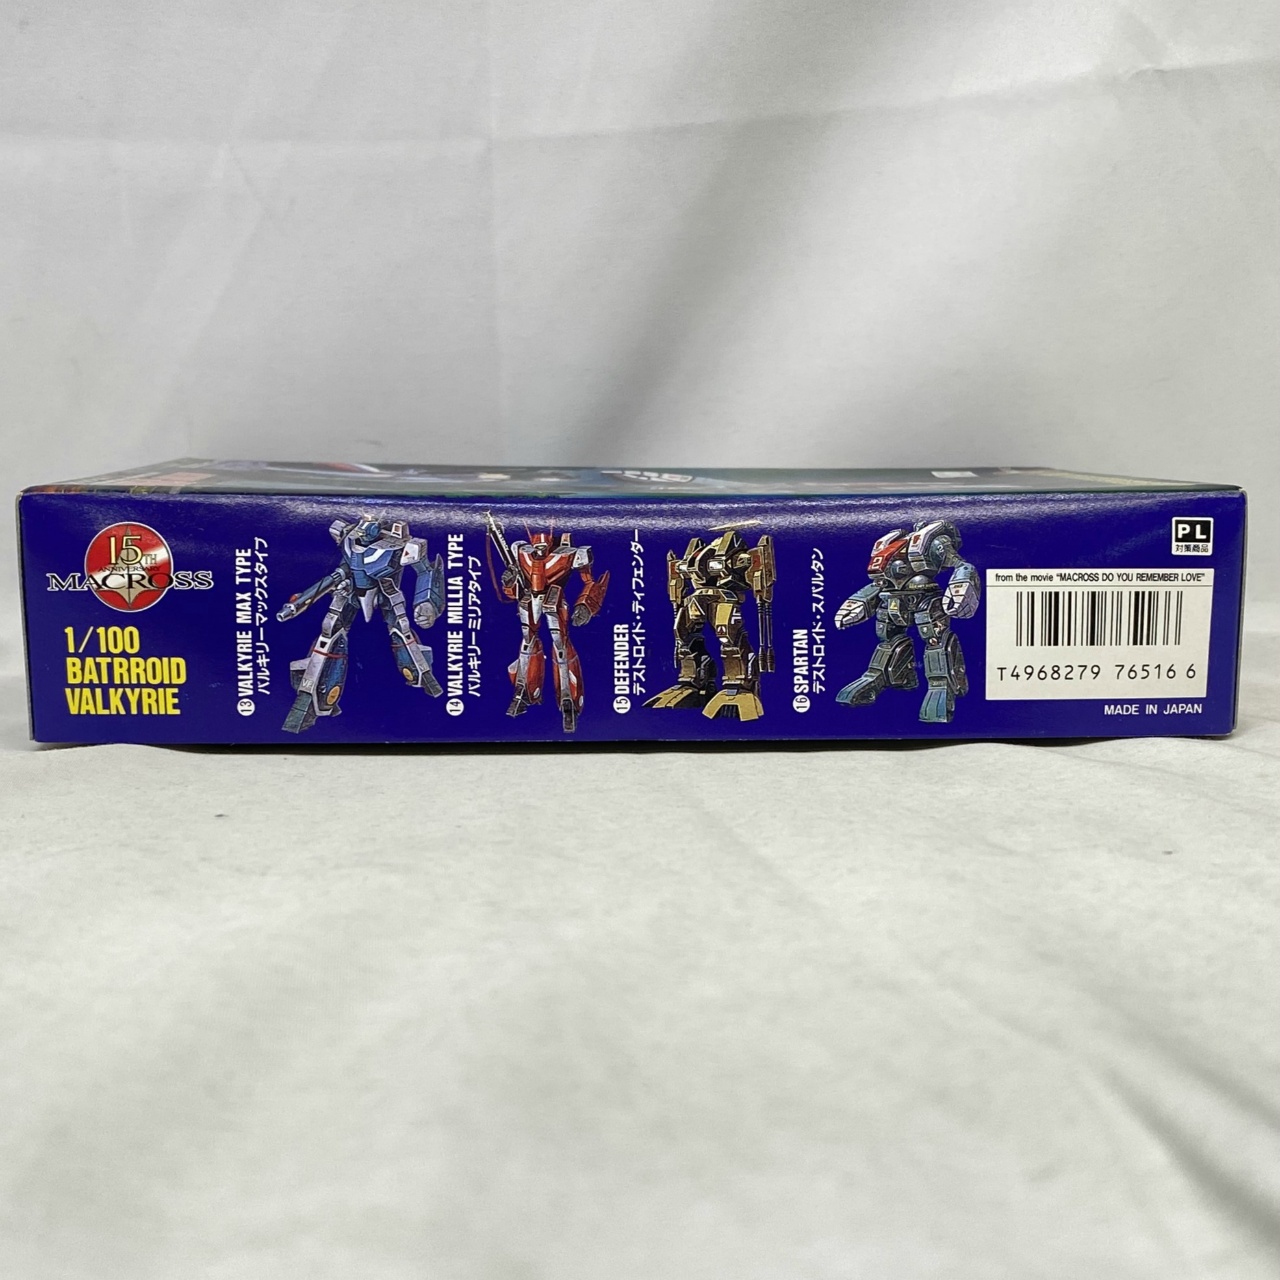 15TH
ANNIVERSARY
MACROSS
1/100
BATRROID
VALKYRIE
⑬VALKYRIE MAX TYPE
バルキリーマックスタイプ
⑭VALKYRIE MILLIA TYPE
バルキリーミリアタイプ
⑮DEFENDER
デストロイド・ディフェンダー
⑯SPARTAN
デストロイド・スパルタン
PL
対策商品
from the movie "MACROSS DO YOU REMEMBER LOVE"
T4968279 76516 6
MADE IN JAPAN